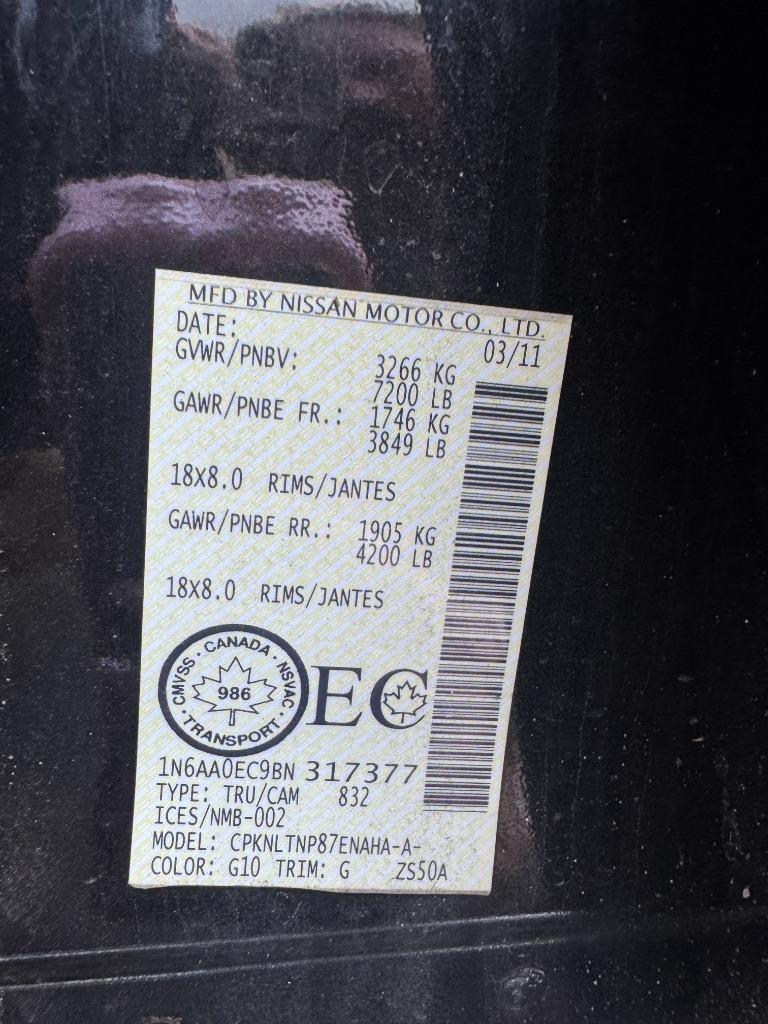 MFD BY NISSAN MOTOR CO., LTD.
DATE: 03/11
GVWR/PNBV: 3266 KG
7200 LB
GAWR/PNBE FR.: 1746 KG
3849 LB
18X8.0 RIMS/JANTES
GAWR/PNBE RR.: 1905 KG
4200 LB
18X8.0 RIMS/JANTES
CMVSS · CANADA · NSVAC
986
· TRANSPORT ·
EC
1N6AA0EC9BN 317377
TYPE: TRU/CAM 832
ICES/NMB-002
MODEL: CPKNLTNP87ENAHA-A-
COLOR: G10 TRIM: G ZS50A